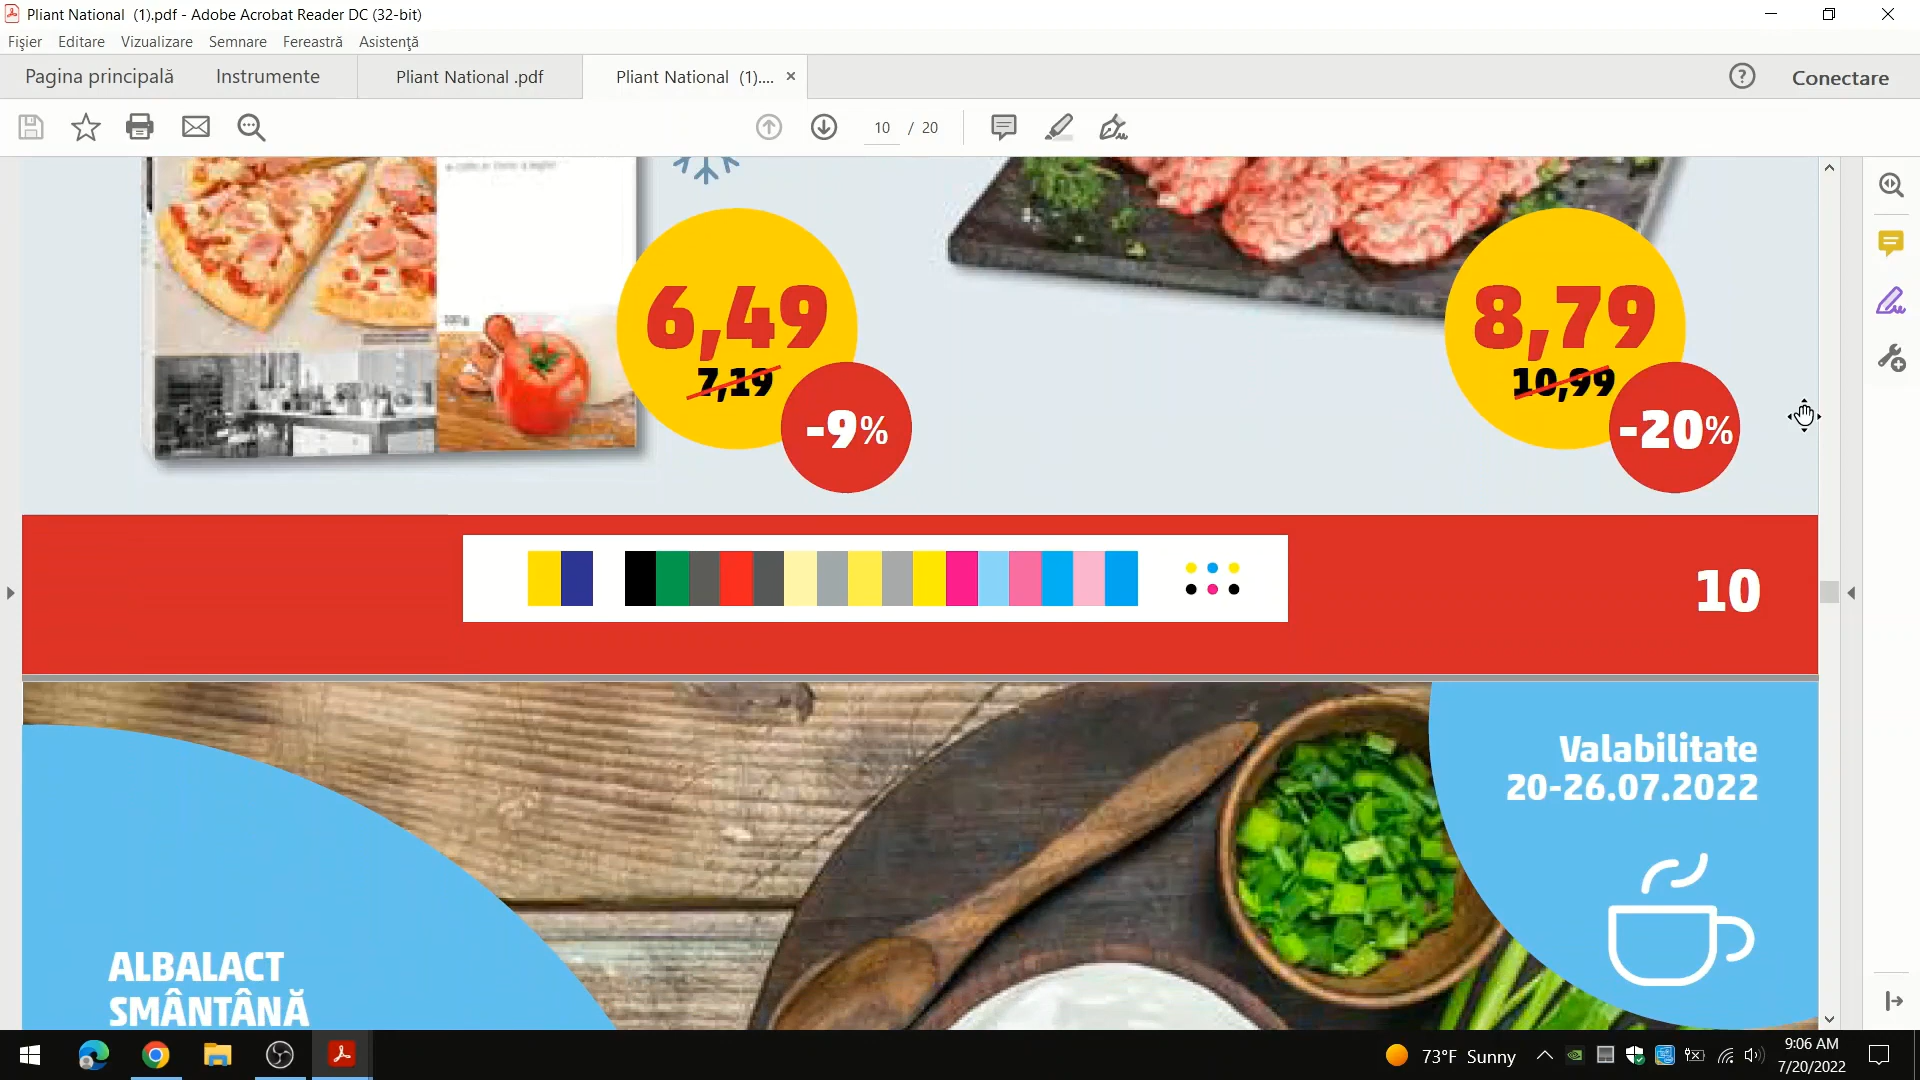 Pliant National  (1).pdf - Adobe Acrobat Reader DC (32-bit)
Fișier Editare Vizualizare Semnare Fereastră Asistență
Pagina principală Instrumente Pliant National .pdf Pliant National  (1).... × Conectare
10 / 20
6,49
7,19
-9%
8,79
10,99
-20%
10
Valabilitate
20-26.07.2022
ALBALACT
SMÂNTÂNĂ
73°F Sunny
9:06 AM
7/20/2022